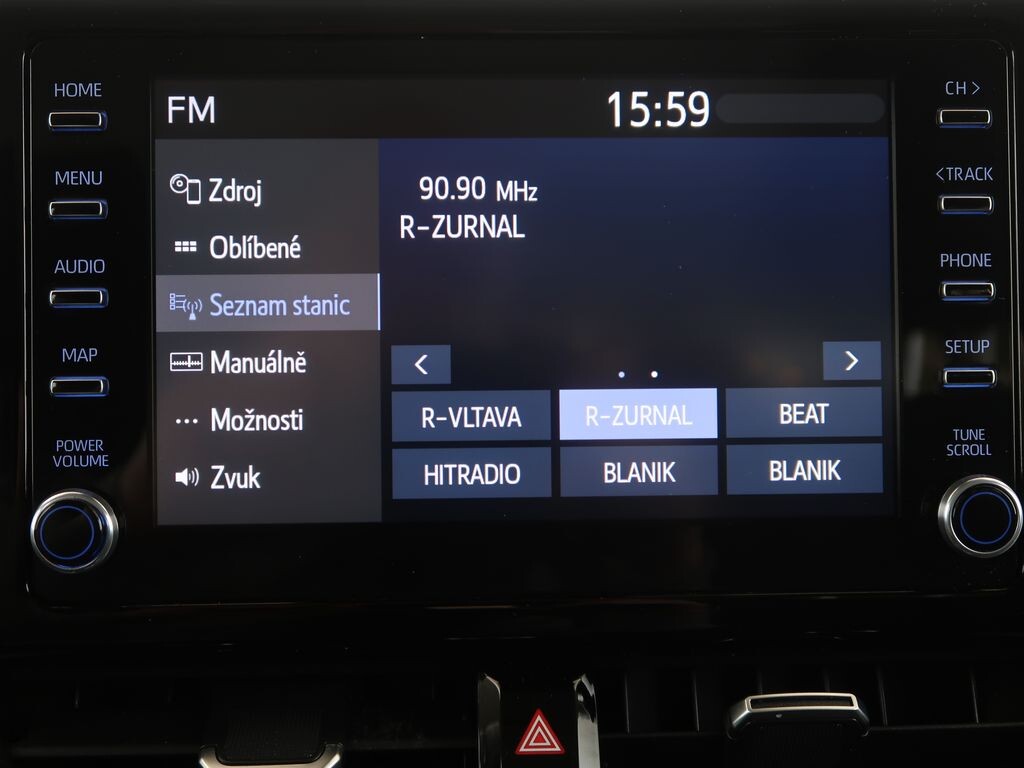 HOME
MENU
AUDIO
MAP
POWER
VOLUME
FM
15:59
Zdroj
Oblíbené
Seznam stanic
Manuálně
Možnosti
Zvuk
90.90 MHz
R-ZURNAL
<
>
R-VLTAVA
R-ZURNAL
BEAT
HITRADIO
BLANIK
BLANIK
CH >
<TRACK
PHONE
SETUP
TUNE
SCROLL